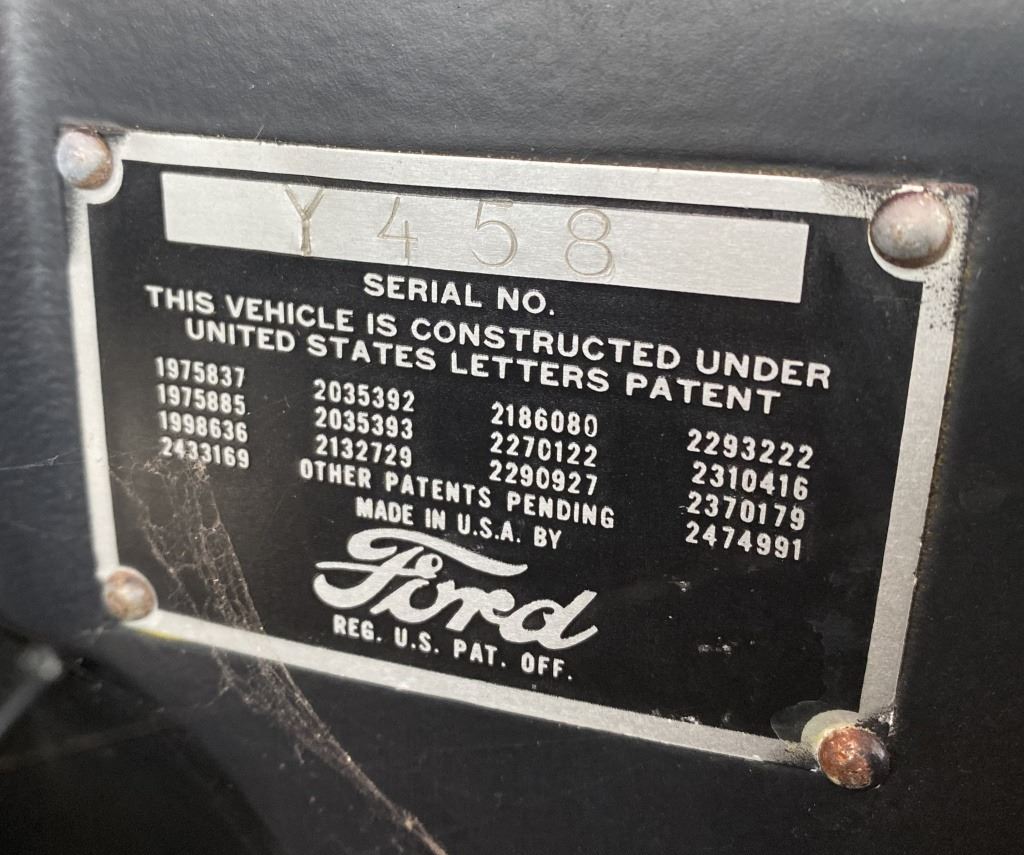 Y458
SERIAL NO.
THIS VEHICLE IS CONSTRUCTED UNDER
UNITED STATES LETTERS PATENT
1975837 2035392 2186080 2293222
1975885 2035393 2270122 2310416
1998636 2132729 2290927 2370179
2433169 OTHER PATENTS PENDING 2474991
MADE IN U.S.A. BY
Ford
REG. U.S. PAT. OFF.